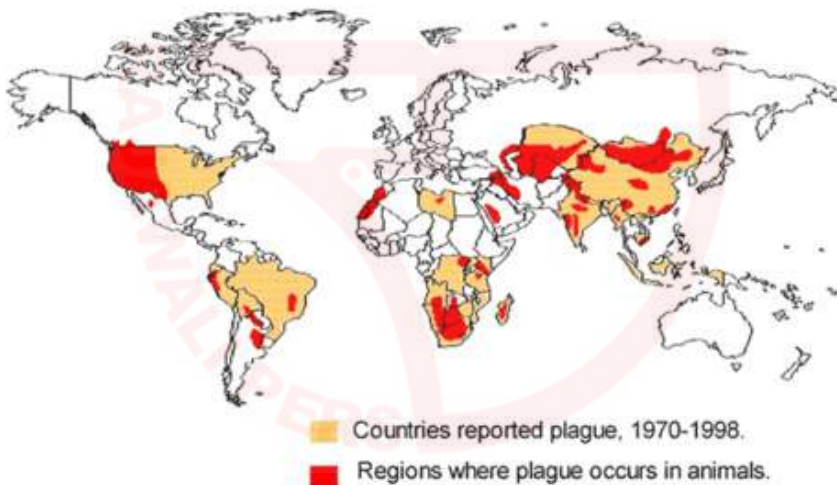 Countries reported plague, 1970-1998.
Regions where plague occurs in animals.